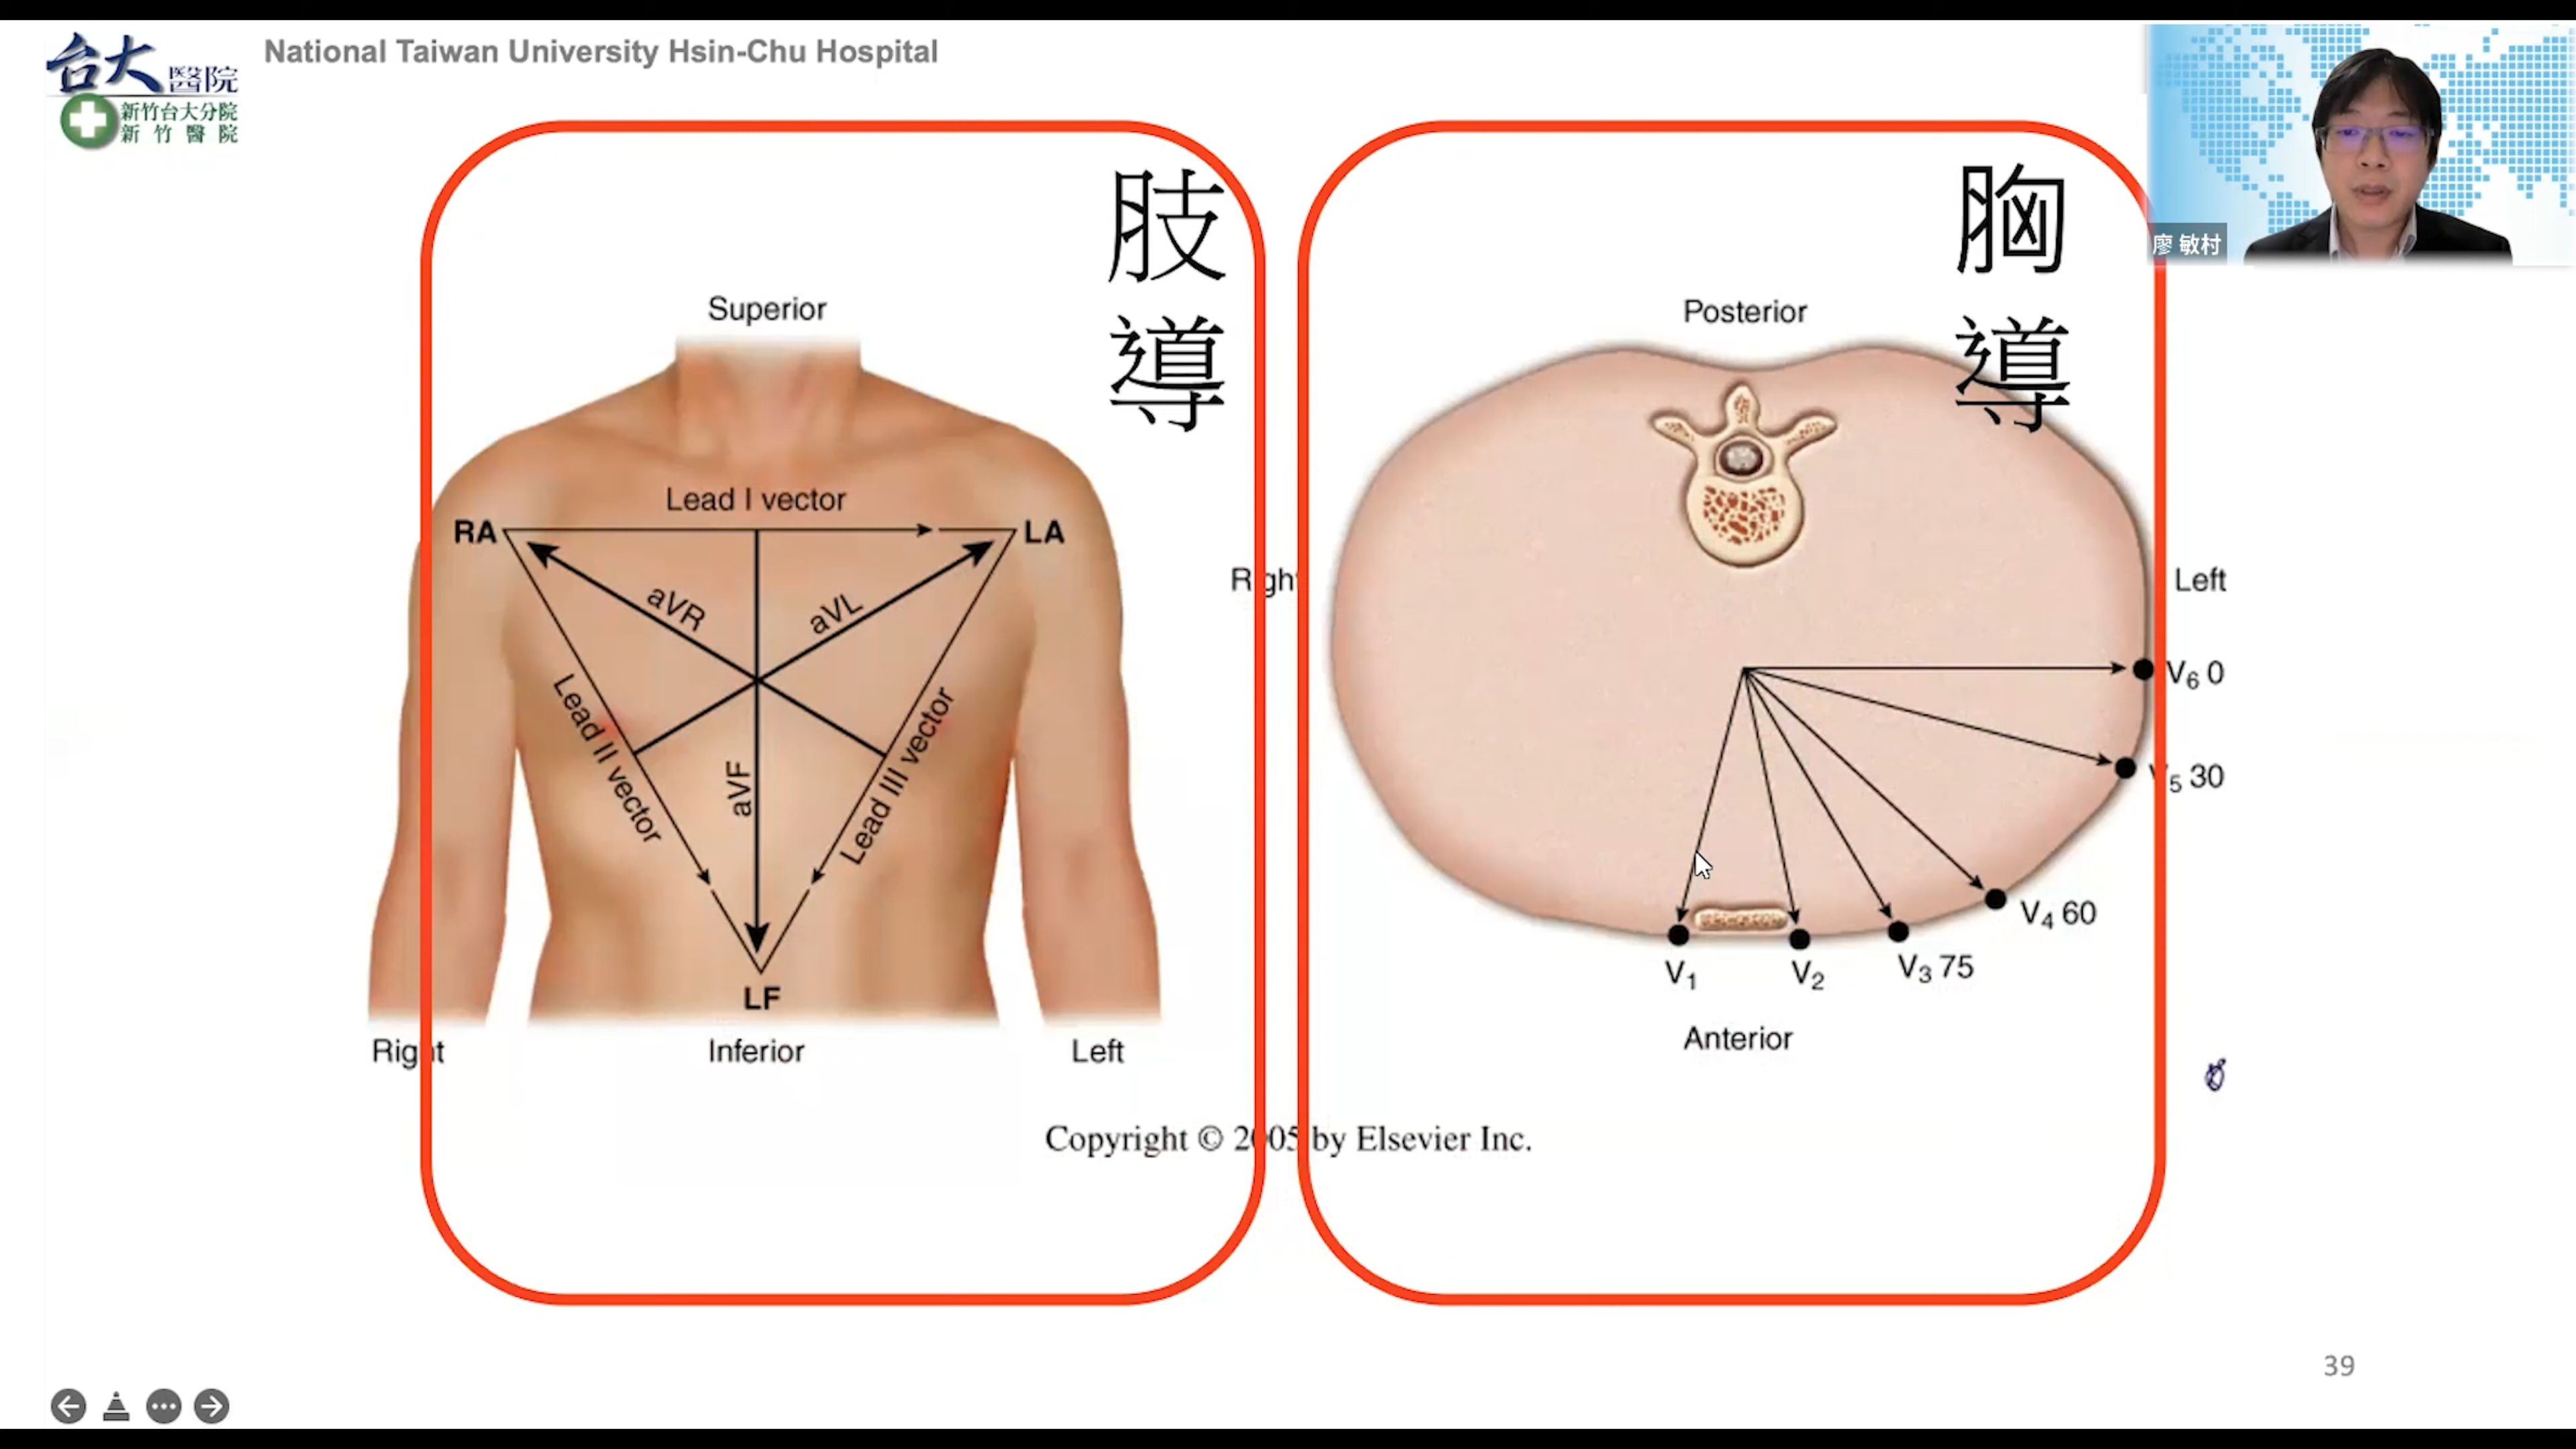 台大醫院
新竹台大分院
新竹醫院
National Taiwan University Hsin-Chu Hospital
廖 敏村
肢導
Superior
Lead I vector
RA
LA
aVR
aVL
Lead II vector
aVF
Lead III vector
LF
Right
Inferior
Left
胸導
Posterior
Right
Left
V6 0
V5 30
V4 60
V3 75
V2
V1
Anterior
Copyright © 2005 by Elsevier Inc.
39